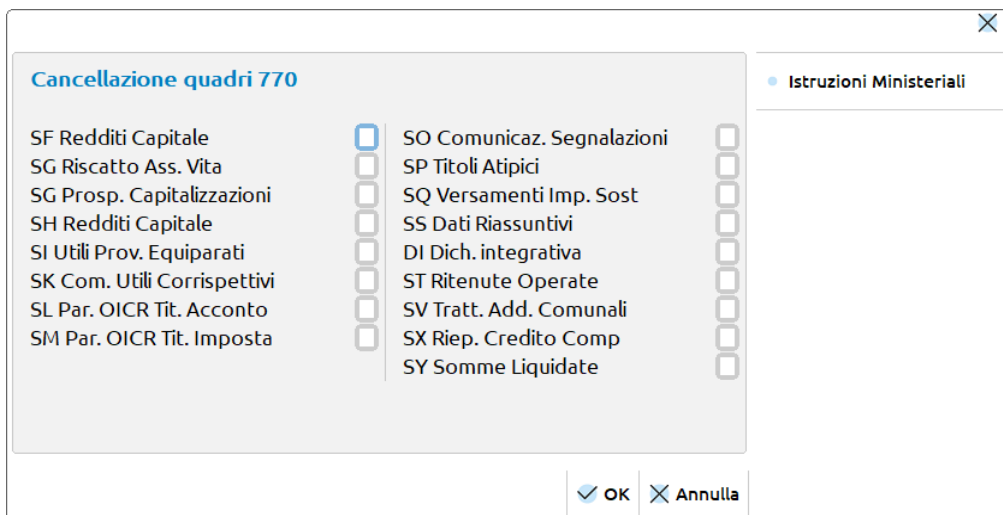 Cancellazione quadri 770
SF Redditi Capitale
SG Riscatto Ass. Vita
SG Prosp. Capitalizzazioni
SH Redditi Capitale
SI Utili Prov. Equiparati
SK Com. Utili Corrispettivi
SL Par. OICR Tit. Acconto
SM Par. OICR Tit. Imposta
SO Comunicaz. Segnalazioni
SP Titoli Atipici
SQ Versamenti Imp. Sost
SS Dati Riassuntivi
DI Dich. integrativa
ST Ritenute Operate
SV Tratt. Add. Comunali
SX Riep. Credito Comp
SY Somme Liquidate
Istruzioni Ministeriali
OK
Annulla